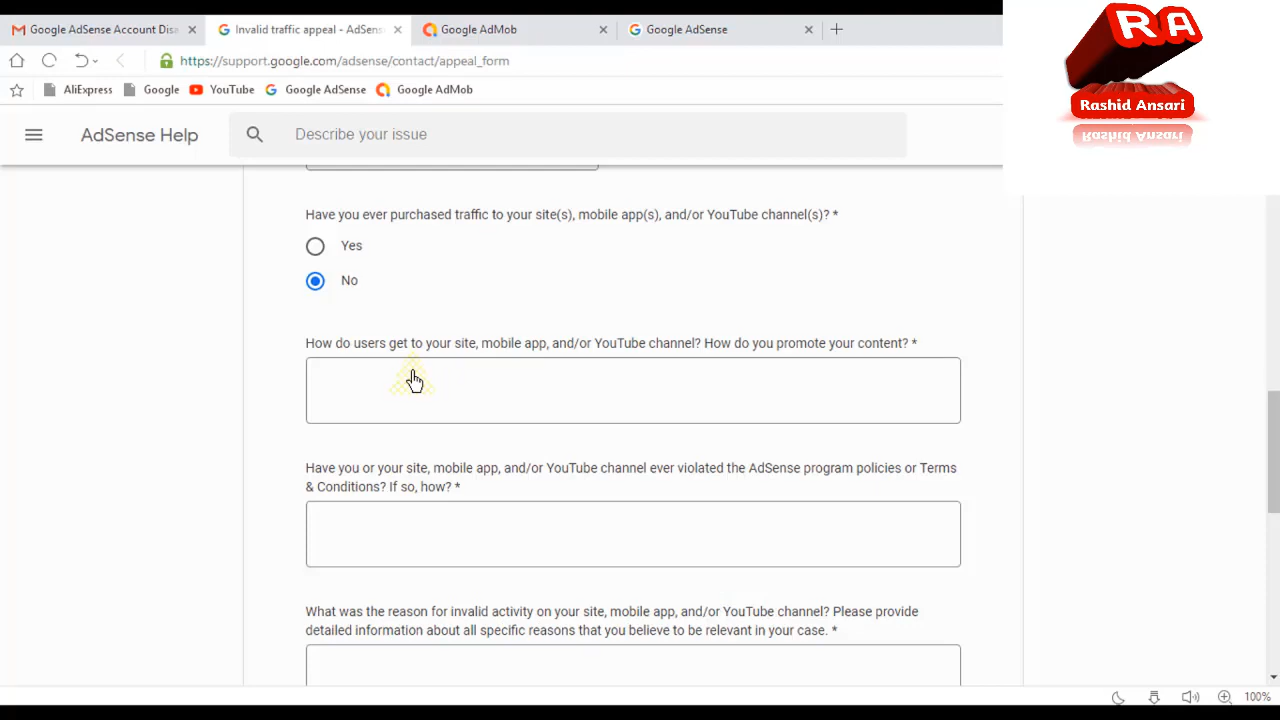 Google AdSense Account Disa
Invalid traffic appeal - AdSens
Google AdMob
Google AdSense
https://support.google.com/adsense/contact/appeal_form
AliExpress
Google
YouTube
Google AdSense
Google AdMob
RA
Rashid Ansari
Rashid Ansari
AdSense Help
Describe your issue
Have you ever purchased traffic to your site(s), mobile app(s), and/or YouTube channel(s)? *
Yes
No
How do users get to your site, mobile app, and/or YouTube channel? How do you promote your content? *
Have you or your site, mobile app, and/or YouTube channel ever violated the AdSense program policies or Terms
& Conditions? If so, how? *
What was the reason for invalid activity on your site, mobile app, and/or YouTube channel? Please provide
detailed information about all specific reasons that you believe to be relevant in your case. *
100%